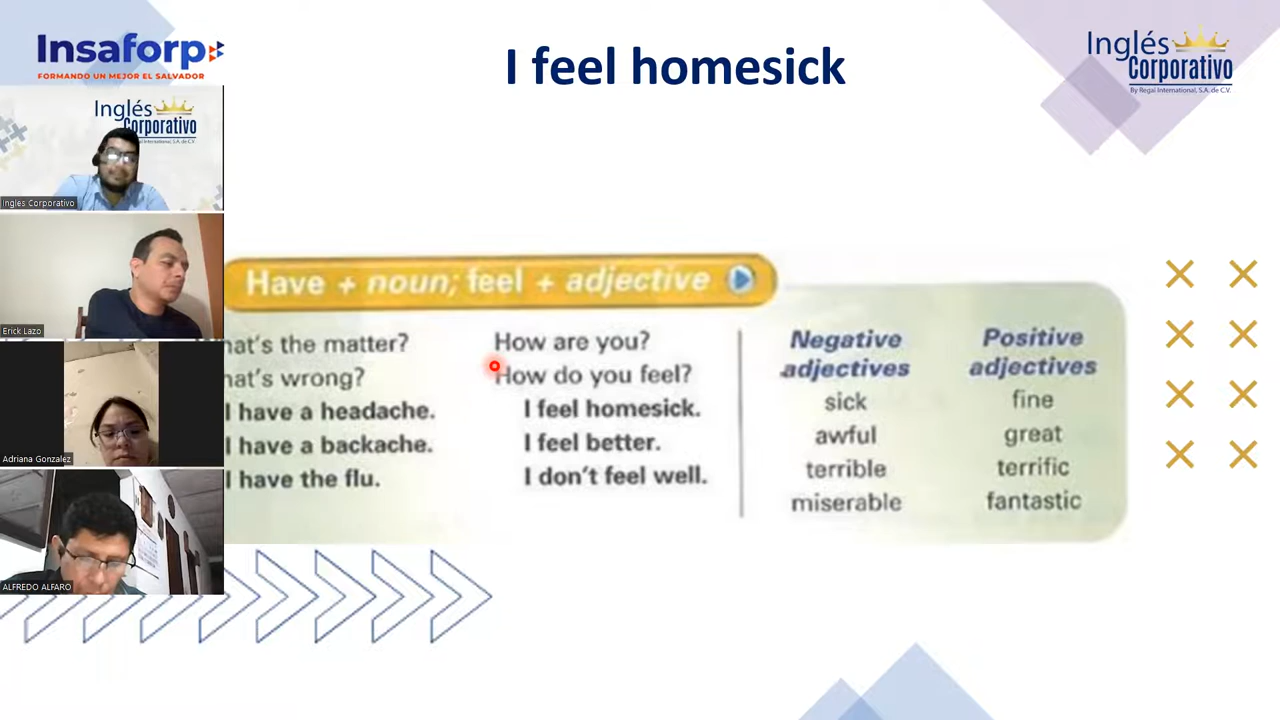 Insaforp
FORMANDO UN MEJOR EL SALVADOR
I feel homesick
Inglés
Corporativo
By Regal International, S.A. de C.V.
Inglés
Corporativo
Ingles Corporativo
Erick Lazo
Adriana Gonzalez
ALFREDO ALFARO
Have + noun; feel + adjective
hat's the matter?
hat's wrong?
I have a headache.
I have a backache.
I have the flu.
How are you?
How do you feel?
I feel homesick.
I feel better.
I don't feel well.
Negative
adjectives
sick
awful
terrible
miserable
Positive
adjectives
fine
great
terrific
fantastic